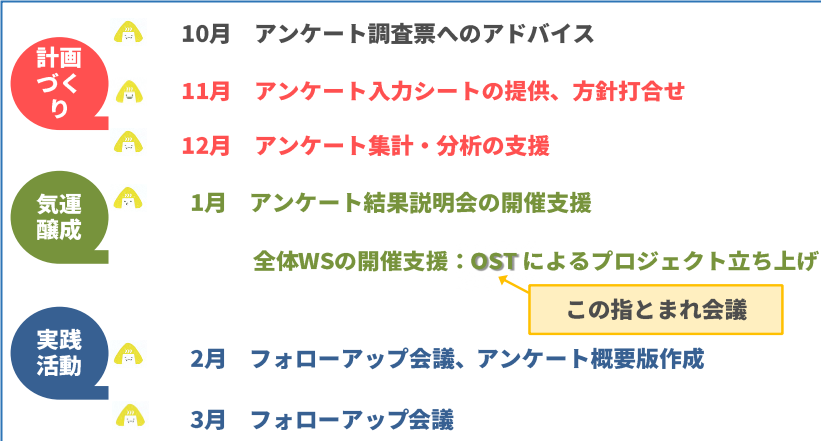 10月 アンケート調査票へのアドバイス
計画
づく
り
11月 アンケート入力シートの提供、方針打合せ
12月 アンケート集計・分析の支援
気運
醸成
1月 アンケート結果説明会の開催支援
全体WSの開催支援：OSTによるプロジェクト立ち上げ
この指とまれ会議
実践
活動
2月 フォローアップ会議、アンケート概要版作成
3月 フォローアップ会議